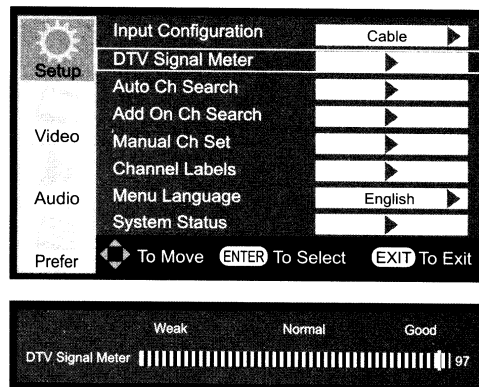 Setup
Video
Audio
Prefer
Input Configuration Cable
DTV Signal Meter
Auto Ch Search
Add On Ch Search
Manual Ch Set
Channel Labels
Menu Language English
System Status
To Move ENTER To Select EXIT To Exit
Weak Normal Good
DTV Signal Meter 97